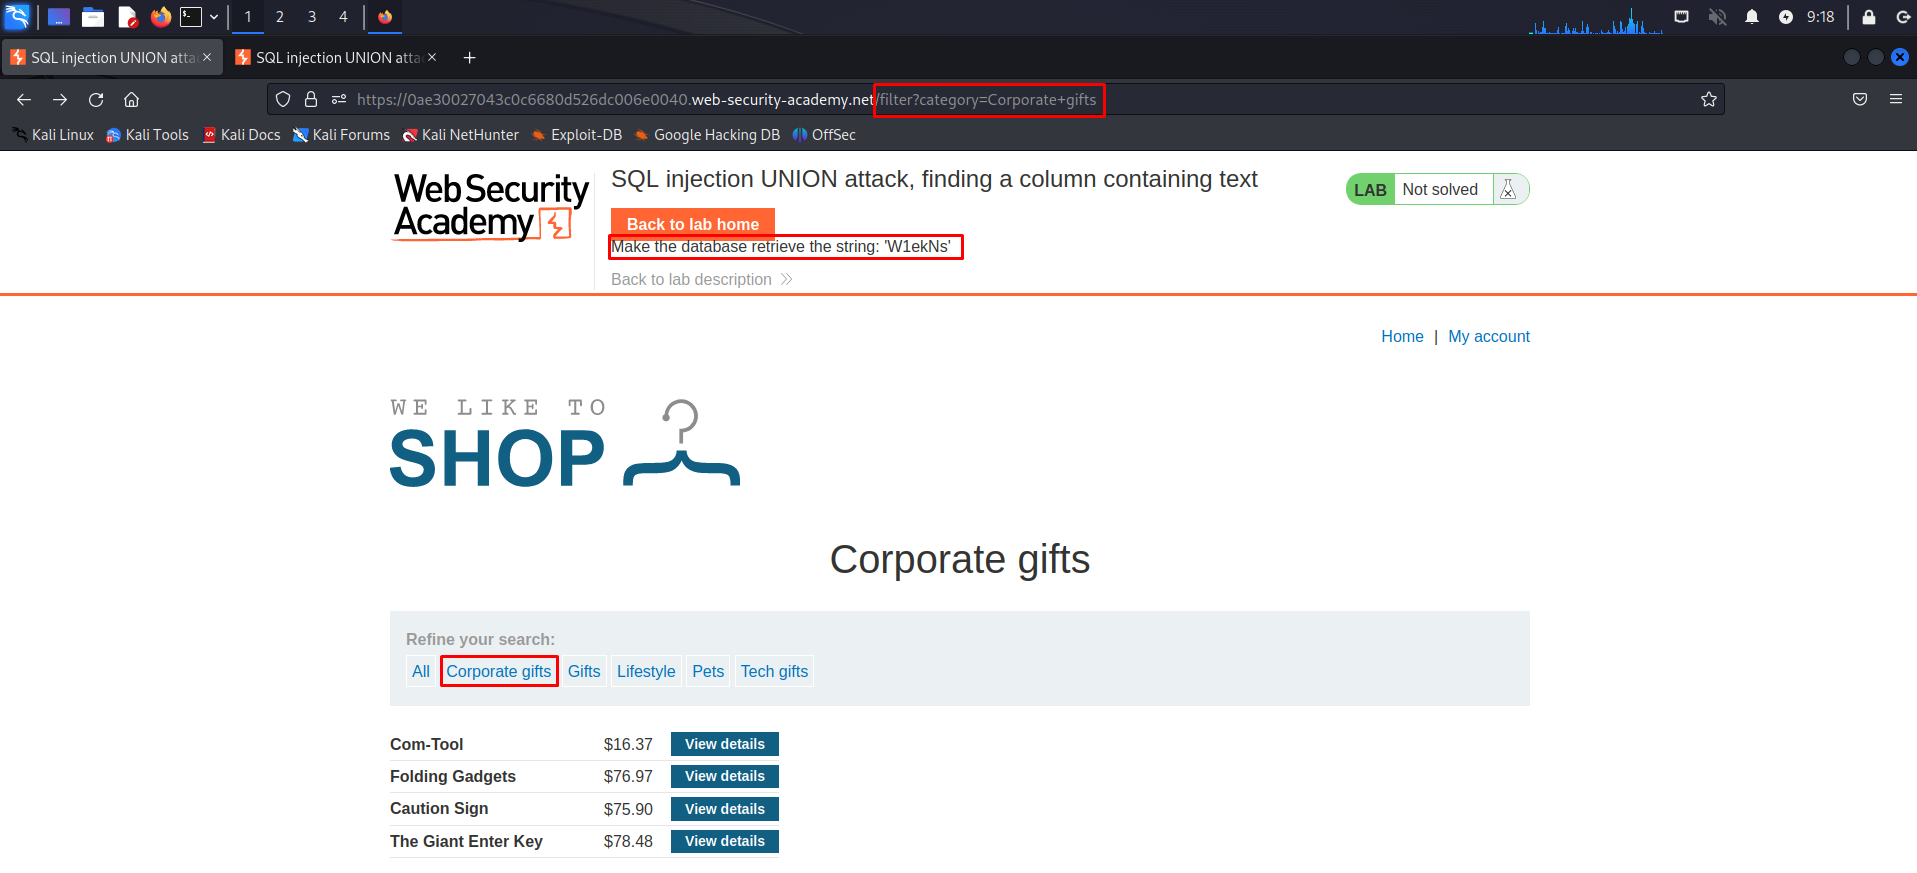 1 2 3 4 9:18
SQL injection UNION atta SQL injection UNION atta
https://0ae30027043c0c6680d526dc006e0040.web-security-academy.net/filter?category=Corporate+gifts
Kali Linux Kali Tools Kali Docs Kali Forums Kali NetHunter Exploit-DB Google Hacking DB OffSec
WebSecurity
Academy
SQL injection UNION attack, finding a column containing text
LAB Not solved
Back to lab home
Make the database retrieve the string: 'W1ekNs'
Back to lab description
Home | My account
WE LIKE TO
SHOP
Corporate gifts
Refine your search:
All Corporate gifts Gifts Lifestyle Pets Tech gifts
Com-Tool $16.37 View details
Folding Gadgets $76.97 View details
Caution Sign $75.90 View details
The Giant Enter Key $78.48 View details